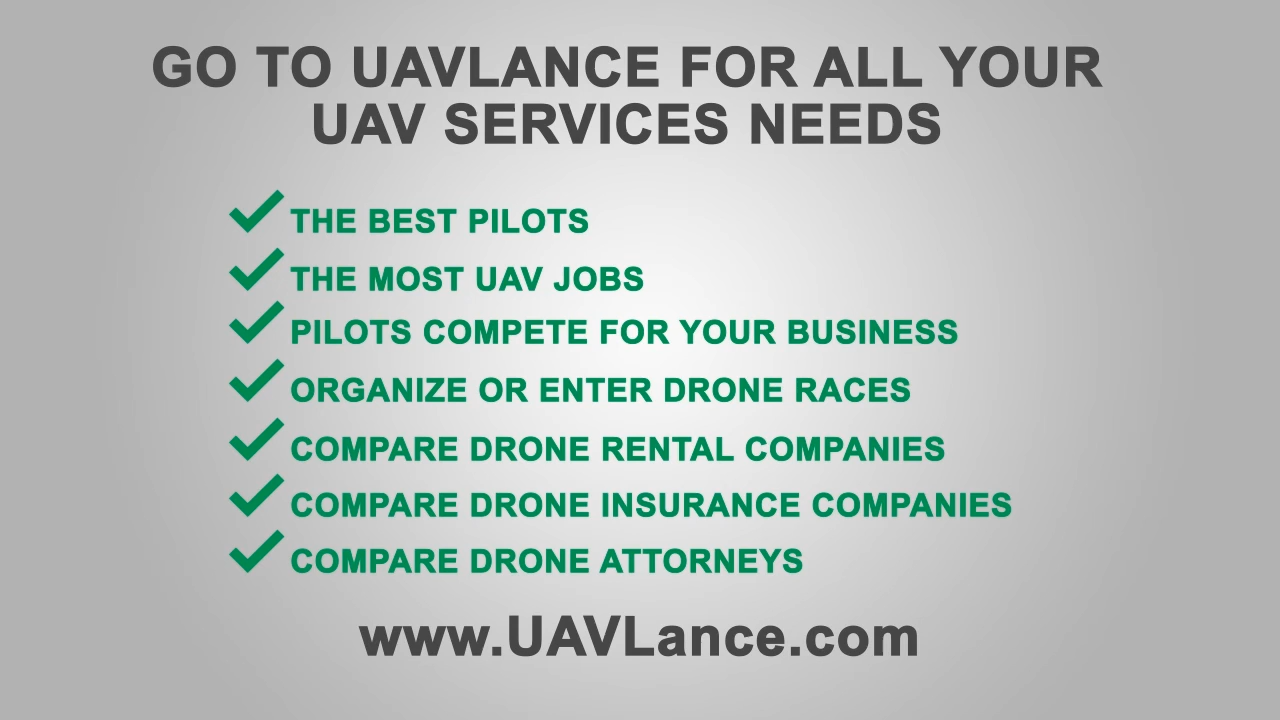 GO TO UAVLANCE FOR ALL YOUR
UAV SERVICES NEEDS
THE BEST PILOTS
THE MOST UAV JOBS
PILOTS COMPETE FOR YOUR BUSINESS
ORGANIZE OR ENTER DRONE RACES
COMPARE DRONE RENTAL COMPANIES
COMPARE DRONE INSURANCE COMPANIES
COMPARE DRONE ATTORNEYS
www.UAVLance.com